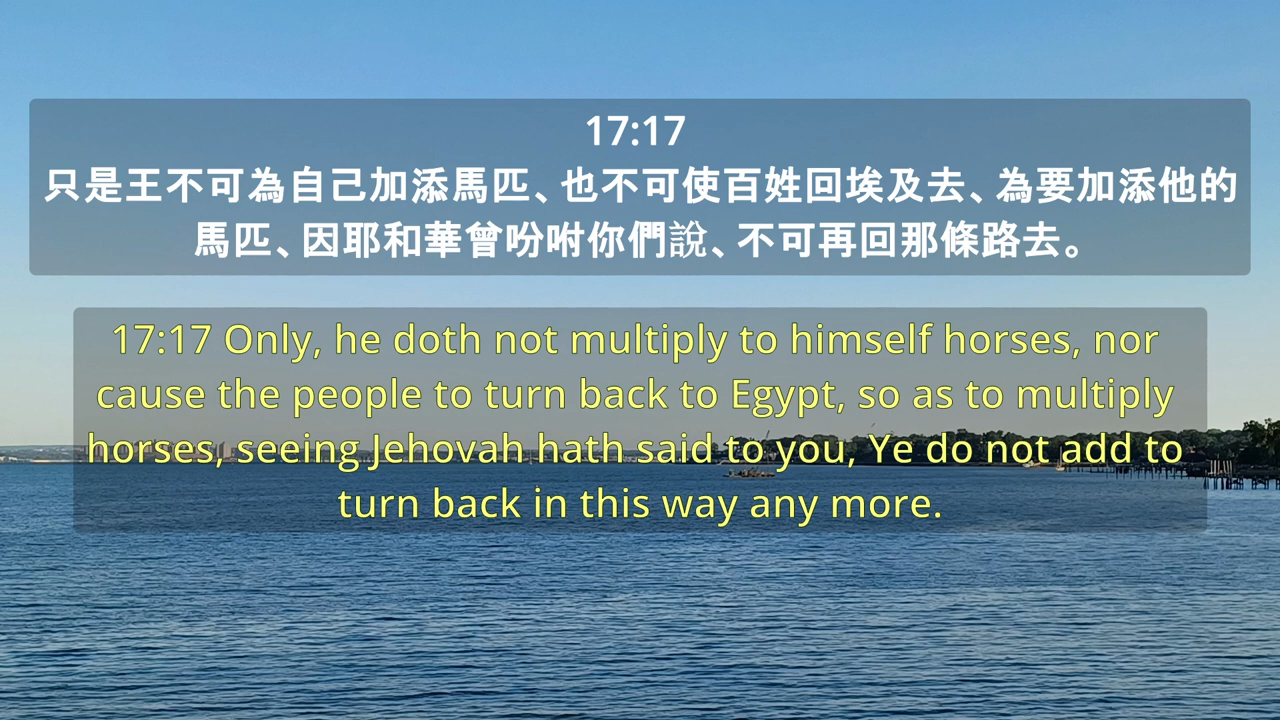 17:17
只是王不可為自己加添馬匹、也不可使百姓回埃及去、為要加添他的
馬匹、因耶和華曾吩咐你們說、不可再回那條路去。
17:17 Only, he doth not multiply to himself horses, nor
cause the people to turn back to Egypt, so as to multiply
horses, seeing Jehovah hath said to you, Ye do not add to
turn back in this way any more.